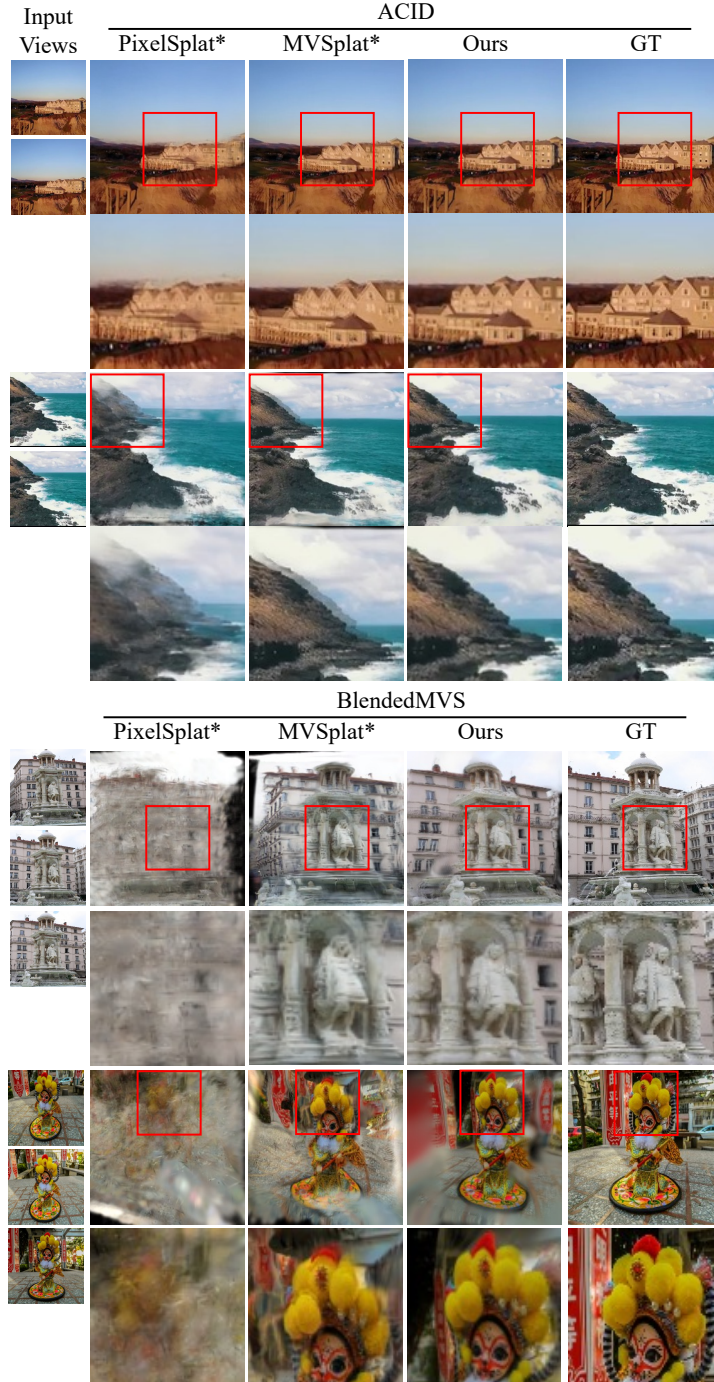 Input
Views
ACID
PixelSplat* MVSplat* Ours GT
BlendedMVS
PixelSplat* MVSplat* Ours GT